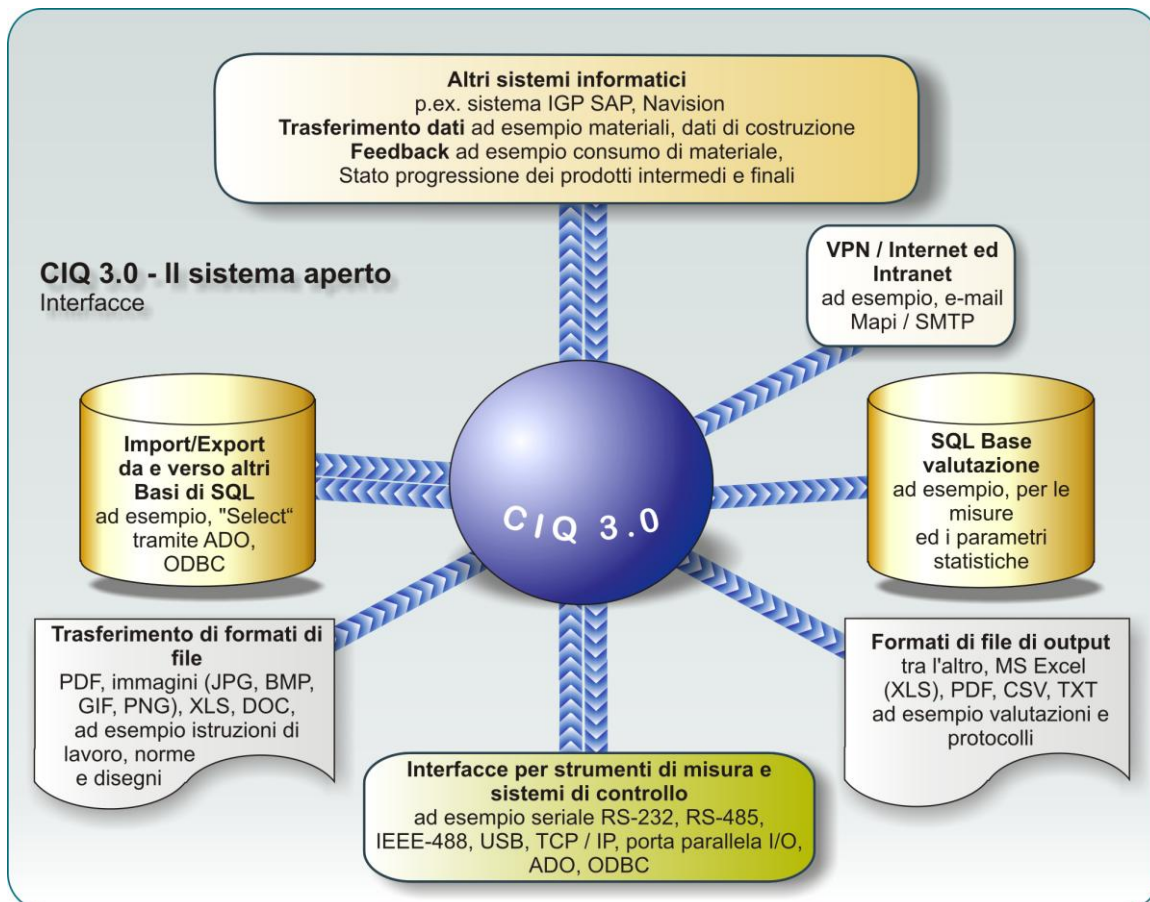 Altri sistemi informatici
p.ex. sistema IGP SAP, Navision
Trasferimento dati ad esempio materiali, dati di costruzione
Feedback ad esempio consumo di materiale,
Stato progressione dei prodotti intermedi e finali
CIQ 3.0 - Il sistema aperto
Interfacce
VPN / Internet ed
Intranet
ad esempio, e-mail
Mapi / SMTP
Import/Export
da e verso altri
Basi di SQL
ad esempio, "Select“
tramite ADO,
ODBC
CIQ 3.0
SQL Base
valutazione
ad esempio, per le
misure
ed i parametri
statistiche
Trasferimento di formati di
file
PDF, immagini (JPG, BMP,
GIF, PNG), XLS, DOC,
ad esempio istruzioni di
lavoro, norme
e disegni
Formati di file di output
tra l'altro, MS Excel
(XLS), PDF, CSV, TXT
ad esempio valutazioni e
protocolli
Interfacce per strumenti di misura e
sistemi di controllo
ad esempio seriale RS-232, RS-485,
IEEE-488, USB, TCP / IP, porta parallela I/O,
ADO, ODBC